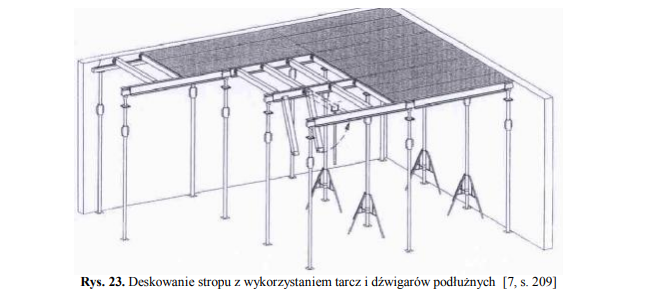 Rys. 23. Deskowanie stropu z wykorzystaniem tarcz i dźwigarów podłużnych [7, s. 209]